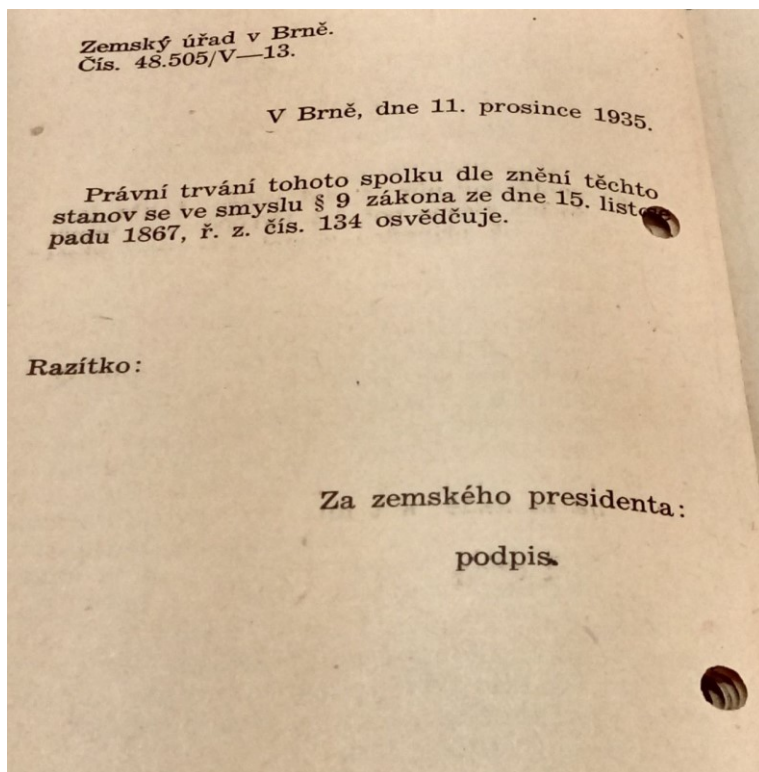 Zemský úřad v Brně.
Čís. 48.505/V—13.
V Brně, dne 11. prosince 1935.
Právní trvání tohoto spolku dle znění těchto
stanov se ve smyslu § 9 zákona ze dne 15. listo-
padu 1867, ř. z. čís. 134 osvědčuje.
Razítko:
Za zemského presidenta:
podpis.